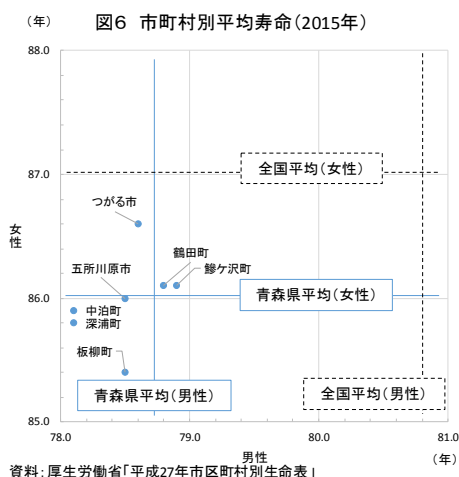 図6 市町村別平均寿命(2015年)
(年)
88.0
87.0
86.0
85.0
女性
全国平均(女性)
つがる市
鶴田町
鰺ケ沢町
五所川原市
青森県平均(女性)
中泊町
深浦町
板柳町
青森県平均(男性)
全国平均(男性)
78.0 79.0 80.0 81.0
男性
(年)
資料:厚生労働省「平成27年市区町村別生命表」